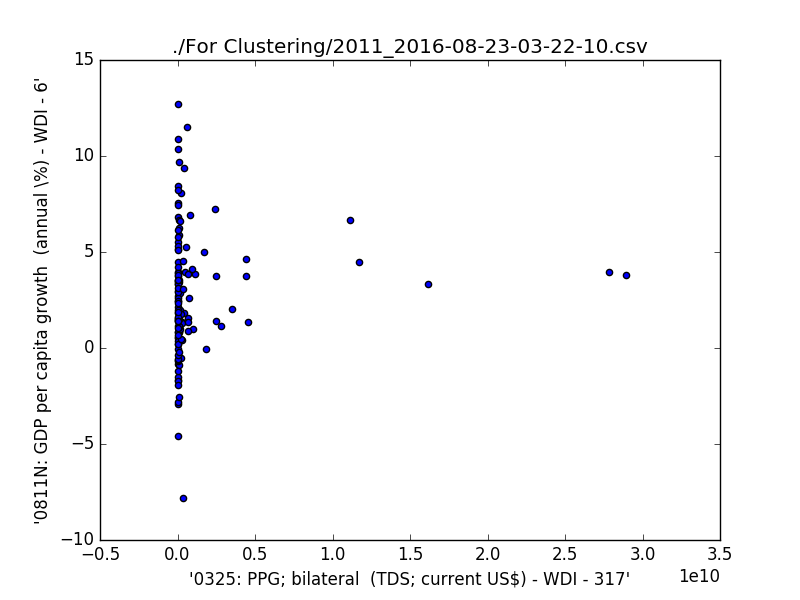 ./For Clustering/2011_2016-08-23-03-22-10.csv
15
10
5
0
−5
−10
'0811N: GDP per capita growth  (annual \%) - WDI - 6'
−0.5 0.0 0.5 1.0 1.5 2.0 2.5 3.0 3.5
1e10
'0325: PPG; bilateral  (TDS; current US$) - WDI - 317'